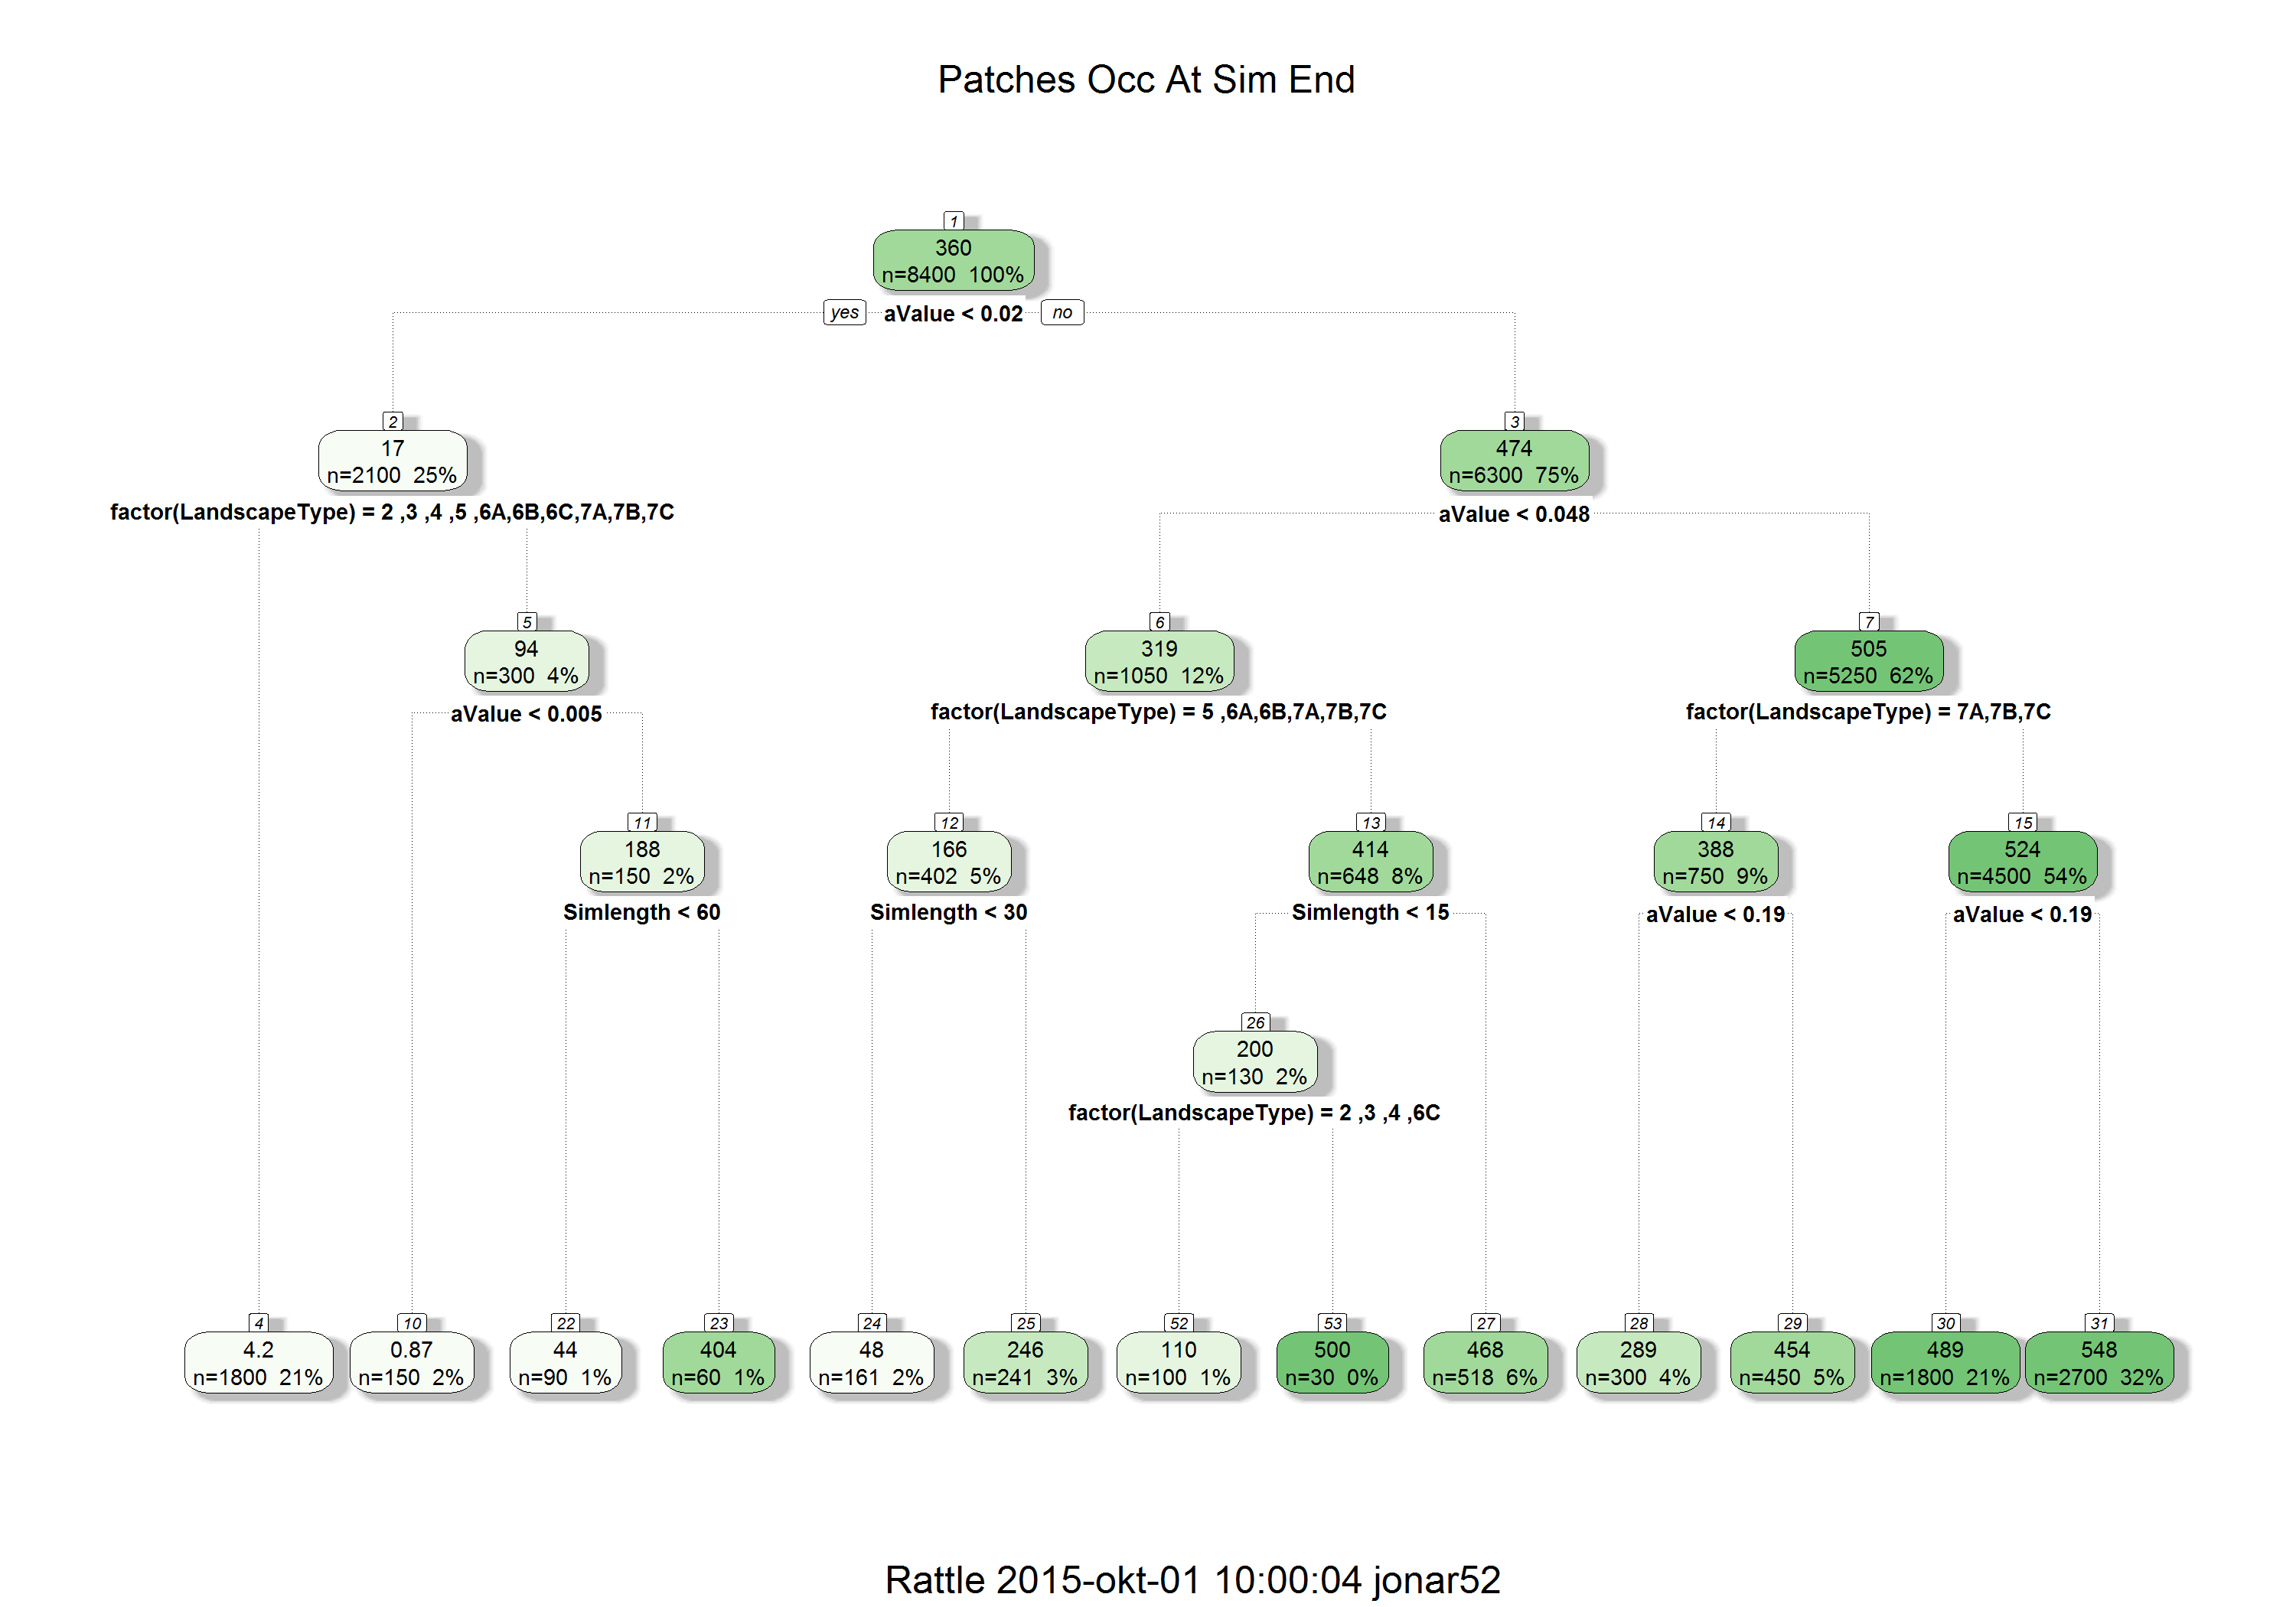 Patches Occ At Sim End
1
360
n=8400 100%
yes aValue < 0.02 no
2
17
n=2100 25%
3
474
n=6300 75%
factor(LandscapeType) = 2 ,3 ,4 ,5 ,6A,6B,6C,7A,7B,7C
aValue < 0.048
5
94
n=300 4%
6
319
n=1050 12%
7
505
n=5250 62%
aValue < 0.005
factor(LandscapeType) = 5 ,6A,6B,7A,7B,7C
factor(LandscapeType) = 7A,7B,7C
11
188
n=150 2%
12
166
n=402 5%
13
414
n=648 8%
14
388
n=750 9%
15
524
n=4500 54%
Simlength < 60
Simlength < 30
Simlength < 15
aValue < 0.19
aValue < 0.19
26
200
n=130 2%
factor(LandscapeType) = 2 ,3 ,4 ,6C
4
4.2
n=1800 21%
10
0.87
n=150 2%
22
44
n=90 1%
23
404
n=60 1%
24
48
n=161 2%
25
246
n=241 3%
52
110
n=100 1%
53
500
n=30 0%
27
468
n=518 6%
28
289
n=300 4%
29
454
n=450 5%
30
489
n=1800 21%
31
548
n=2700 32%
Rattle 2015-okt-01 10:00:04 jonar52